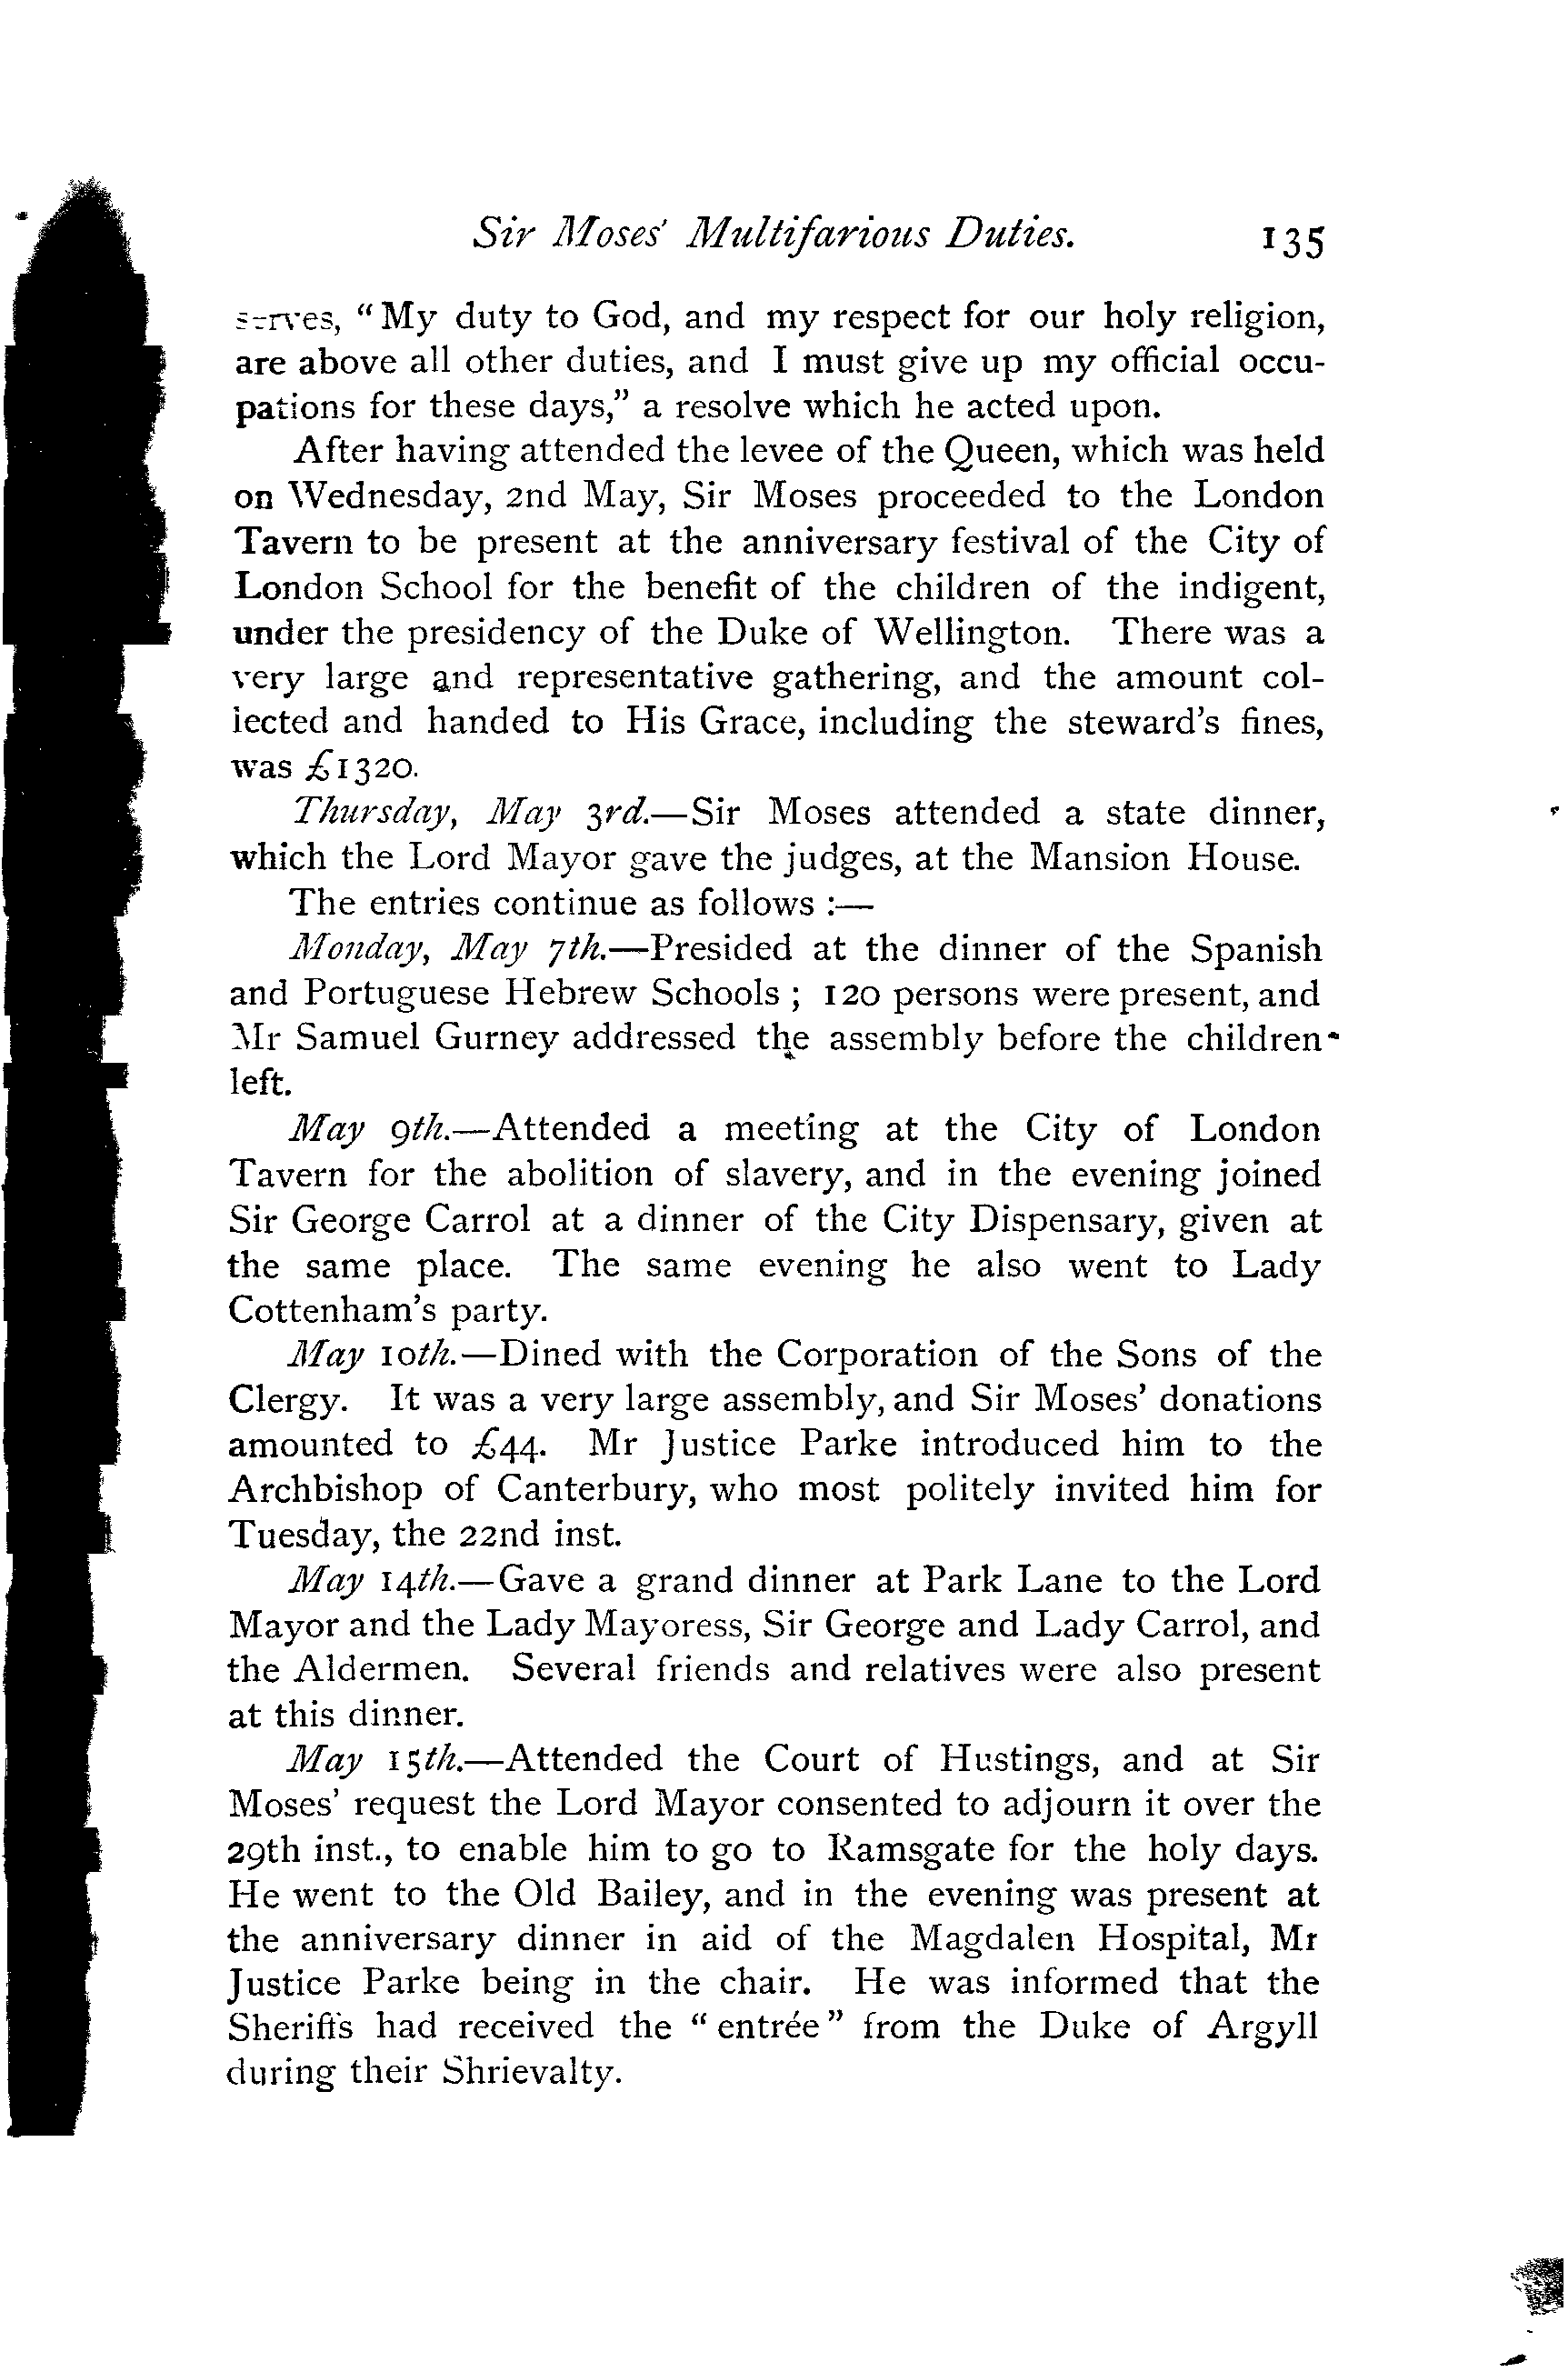 Sir Moses' Multifarious Duties. 135
serves, "My duty to God, and my respect for our holy religion,
are above all other duties, and I must give up my official occu-
pations for these days," a resolve which he acted upon.
After having attended the levee of the Queen, which was held
on Wednesday, 2nd May, Sir Moses proceeded to the London
Tavern to be present at the anniversary festival of the City of
London School for the benefit of the children of the indigent,
under the presidency of the Duke of Wellington. There was a
very large and representative gathering, and the amount col-
lected and handed to His Grace, including the steward's fines,
was £1320.
Thursday, May 3rd.—Sir Moses attended a state dinner,
which the Lord Mayor gave the judges, at the Mansion House.
The entries continue as follows :—
Monday, May 7th.—Presided at the dinner of the Spanish
and Portuguese Hebrew Schools ; 120 persons were present, and
Mr Samuel Gurney addressed the assembly before the children
left.
May 9th.—Attended a meeting at the City of London
Tavern for the abolition of slavery, and in the evening joined
Sir George Carrol at a dinner of the City Dispensary, given at
the same place. The same evening he also went to Lady
Cottenham's party.
May 10th.—Dined with the Corporation of the Sons of the
Clergy. It was a very large assembly, and Sir Moses' donations
amounted to £44. Mr Justice Parke introduced him to the
Archbishop of Canterbury, who most politely invited him for
Tuesday, the 22nd inst.
May 14th.—Gave a grand dinner at Park Lane to the Lord
Mayor and the Lady Mayoress, Sir George and Lady Carrol, and
the Aldermen. Several friends and relatives were also present
at this dinner.
May 15th.—Attended the Court of Hustings, and at Sir
Moses' request the Lord Mayor consented to adjourn it over the
29th inst., to enable him to go to Ramsgate for the holy days.
He went to the Old Bailey, and in the evening was present at
the anniversary dinner in aid of the Magdalen Hospital, Mr
Justice Parke being in the chair. He was informed that the
Sheriffs had received the "entrée" from the Duke of Argyll
during their Shrievalty.